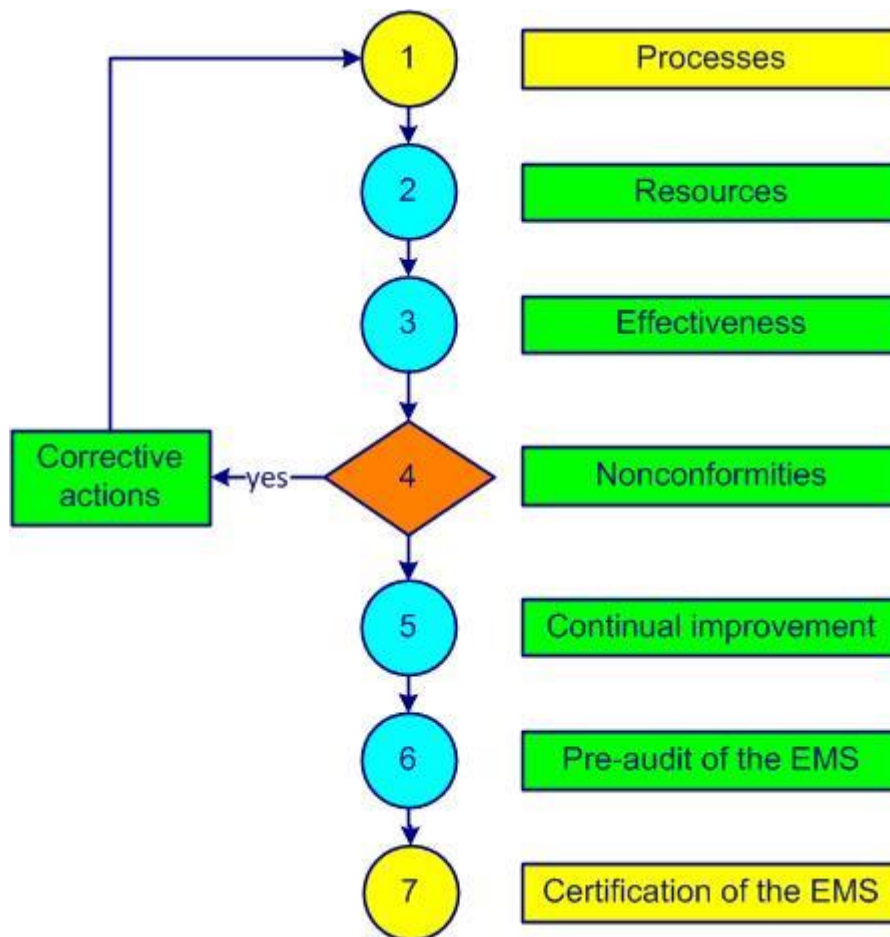 1
Processes
2
Resources
3
Effectiveness
Corrective
actions
yes
4
Nonconformities
5
Continual improvement
6
Pre-audit of the EMS
7
Certification of the EMS